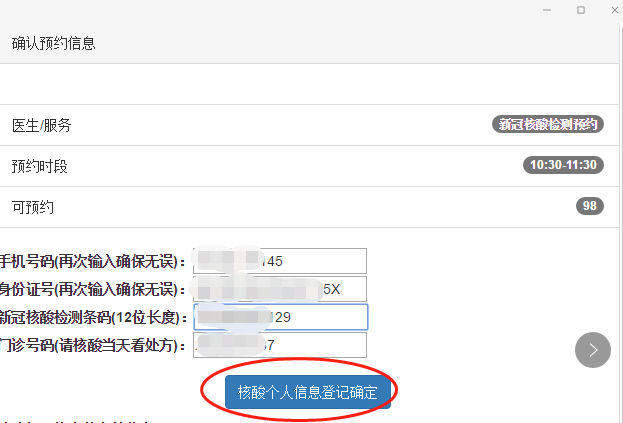 确认预约信息
医生/服务 新冠核酸检测预约
预约时段 10:30-11:30
可预约 98
手机号码(再次输入确保无误): 145
身份证号(再次输入确保无误): 5X
新冠核酸检测条码(12位长度): 129
门诊号码(请核酸当天看处方): 37
核酸个人信息登记确定